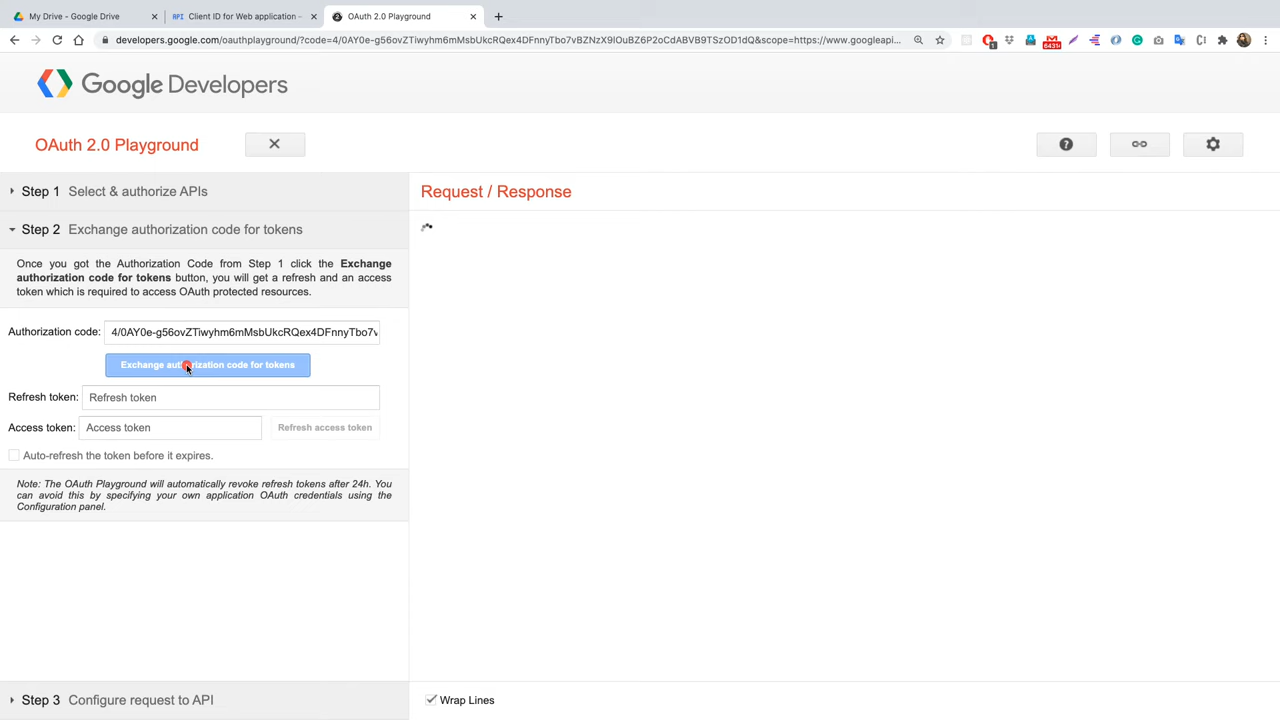 My Drive - Google Drive
API Client ID for Web application -
OAuth 2.0 Playground
developers.google.com/oauthplayground/?code=4/0AY0e-g56ovZTiwyhm6mMsbUkcRQex4DFnnyTbo7vBZNzX9IOuBZ6P2oCdABVB9TSzOD1dQ&scope=https://www.googleapi...
1
6431
Google Developers
OAuth 2.0 Playground
Step 1 Select & authorize APIs
Step 2 Exchange authorization code for tokens
Once you got the Authorization Code from Step 1 click the Exchange
authorization code for tokens button, you will get a refresh and an access
token which is required to access OAuth protected resources.
Authorization code: 4/0AY0e-g56ovZTiwyhm6mMsbUkcRQex4DFnnyTbo7v
Exchange authorization code for tokens
Refresh token: Refresh token
Access token: Access token Refresh access token
Auto-refresh the token before it expires.
Note: The OAuth Playground will automatically revoke refresh tokens after 24h. You
can avoid this by specifying your own application OAuth credentials using the
Configuration panel.
Step 3 Configure request to API
Request / Response
Wrap Lines